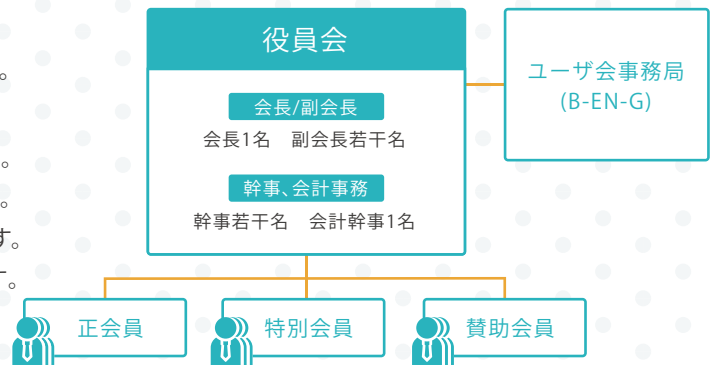 役員会
会長/副会長
会長1名　副会長若干名
幹事、会計事務
幹事若干名　会計幹事1名
ユーザ会事務局
(B-EN-G)
。
。
。
す。
す。
正会員
特別会員
賛助会員